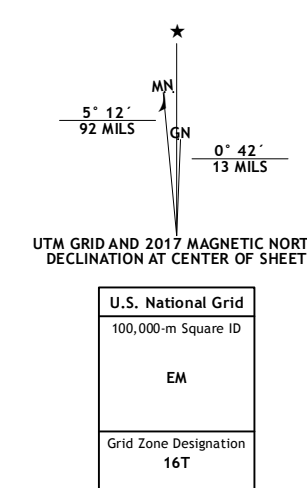 ★
MN
5° 12´
92 MILS
GN
0° 42´
13 MILS
UTM GRID AND 2017 MAGNETIC NORT
DECLINATION AT CENTER OF SHEET
U.S. National Grid
100,000-m Square ID
EM
Grid Zone Designation
16T